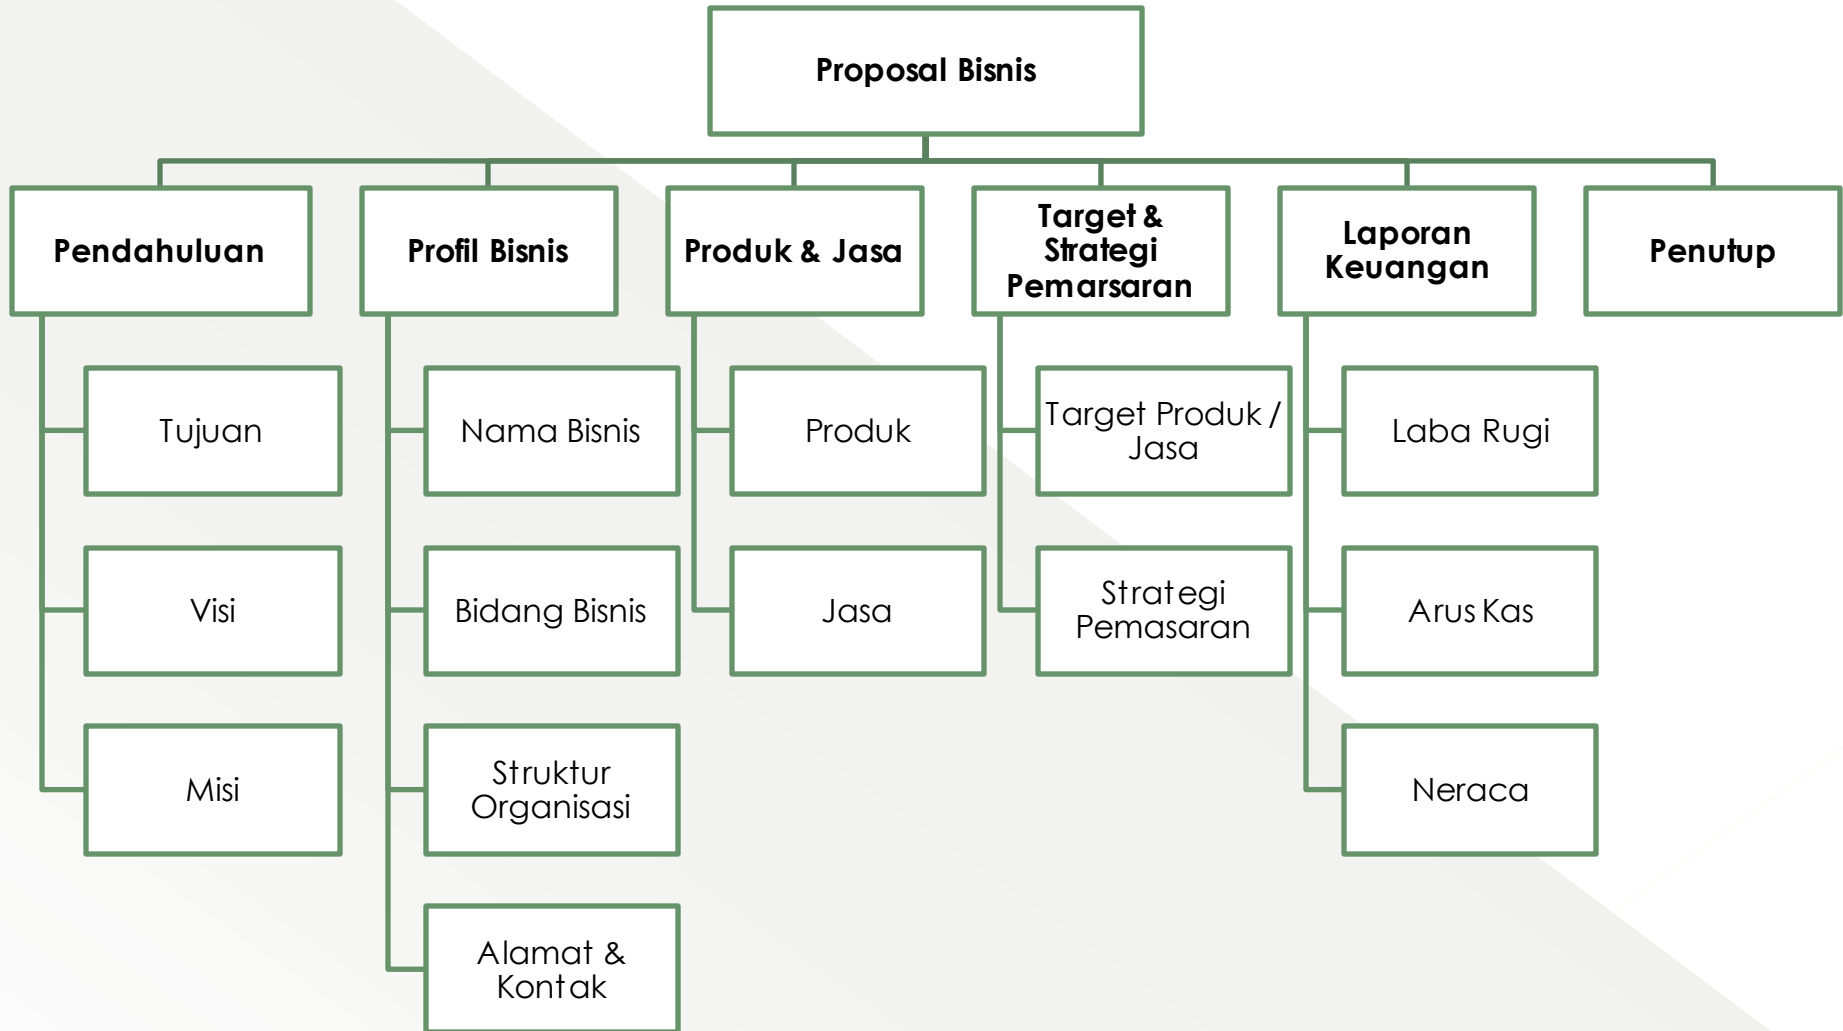 Proposal Bisnis
Pendahuluan
Tujuan
Visi
Misi
Profil Bisnis
Nama Bisnis
Bidang Bisnis
Struktur
Organisasi
Alamat &
Kontak
Produk & Jasa
Produk
Jasa
Target &
Strategi
Pemarsaran
Target Produk /
Jasa
Strategi
Pemasaran
Laporan
Keuangan
Laba Rugi
Arus Kas
Neraca
Penutup